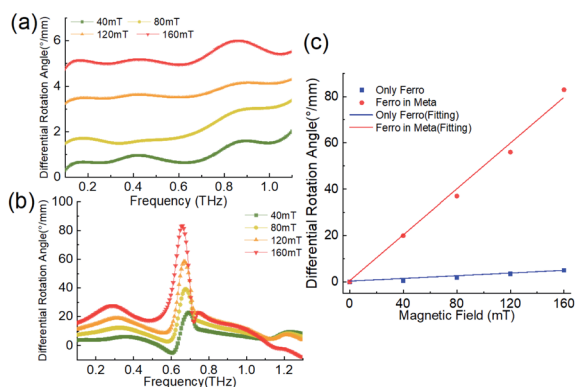 (a)
40mT 80mT
120mT 160mT
Differential Rotation Angle(°/mm)
6
4
2
0
0.2 0.4 0.6 0.8 1.0
Frequency (THz)
(b)
40mT
80mT
120mT
160mT
Differential Rotation Angle(°/mm)
100
80
60
40
20
0
0.2 0.4 0.6 0.8 1.0 1.2
Frequency(THz)
(c)
Only Ferro
Ferro in Meta
Only Ferro(Fitting)
Ferro in Meta(Fitting)
Differential Rotation Angle(°/mm)
80
60
40
20
0
0 40 80 120 160
Magnetic Field (mT)